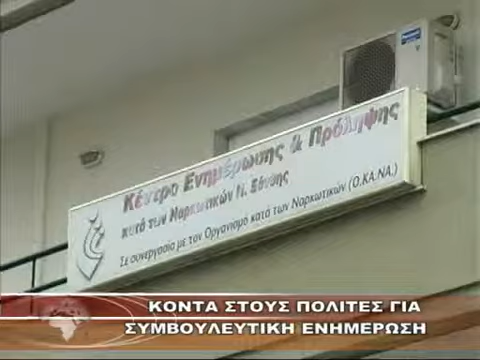 Κέντρο Ενημέρωσης & Πρόληψης
κατά των Ναρκωτικών Ν. Ξάνθης
Σε συνεργασία με τον Οργανισμό κατά των Ναρκωτικών (Ο.ΚΑ.ΝΑ.)
ΚΟΝΤΑ ΣΤΟΥΣ ΠΟΛΙΤΕΣ ΓΙΑ
ΣΥΜΒΟΥΛΕΥΤΙΚΗ ΕΝΗΜΕΡΩΣΗ